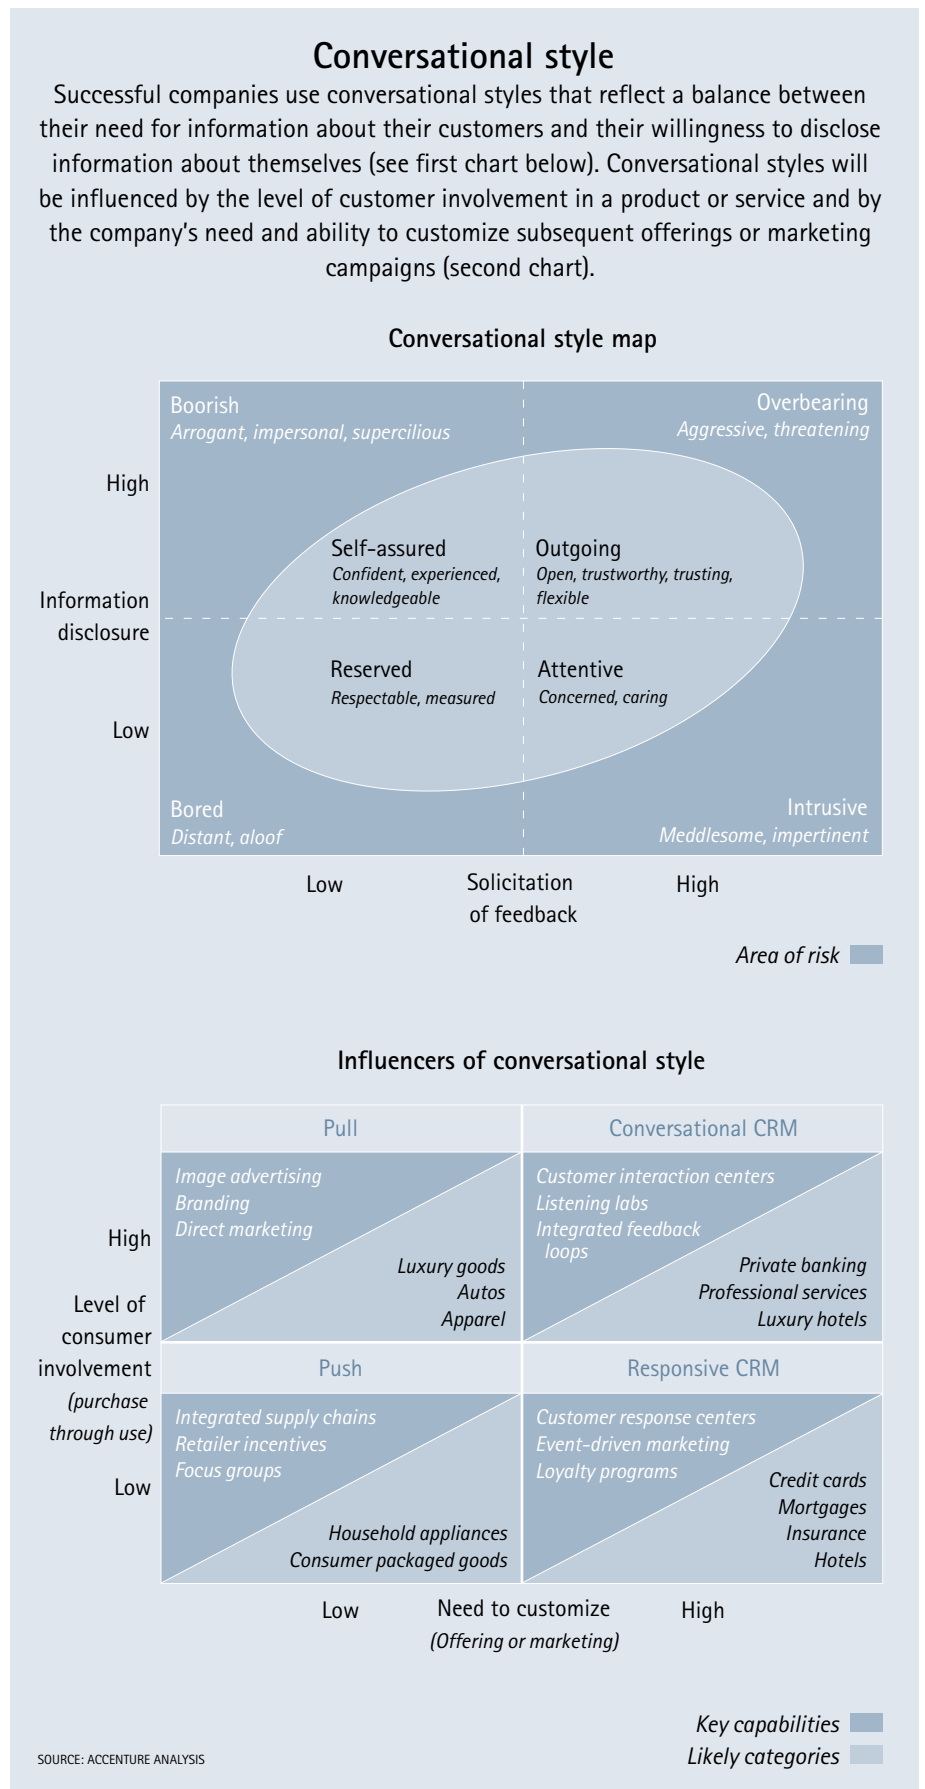 Conversational style
Successful companies use conversational styles that reflect a balance between
their need for information about their customers and their willingness to disclose
information about themselves (see first chart below). Conversational styles will
be influenced by the level of customer involvement in a product or service and by
the company's need and ability to customize subsequent offerings or marketing
campaigns (second chart).
Conversational style map
Boorish
Arrogant, impersonal, supercilious
Overbearing
Aggressive, threatening
High
Self-assured
Confident, experienced,
knowledgeable
Outgoing
Open, trustworthy, trusting,
flexible
Information
disclosure
Reserved
Respectable, measured
Attentive
Concerned, caring
Low
Bored
Distant, aloof
Intrusive
Meddlesome, impertinent
Low
Solicitation
of feedback
High
Area of risk
Influencers of conversational style
Pull
Conversational CRM
Image advertising
Branding
Direct marketing
Luxury goods
Autos
Apparel
Customer interaction centers
Listening labs
Integrated feedback
loops
Private banking
Professional services
Luxury hotels
High
Level of
consumer
involvement
(purchase
through use)
Low
Push
Responsive CRM
Integrated supply chains
Retailer incentives
Focus groups
Household appliances
Consumer packaged goods
Customer response centers
Event-driven marketing
Loyalty programs
Credit cards
Mortgages
Insurance
Hotels
Low
Need to customize
(Offering or marketing)
High
Key capabilities
Likely categories
SOURCE: ACCENTURE ANALYSIS